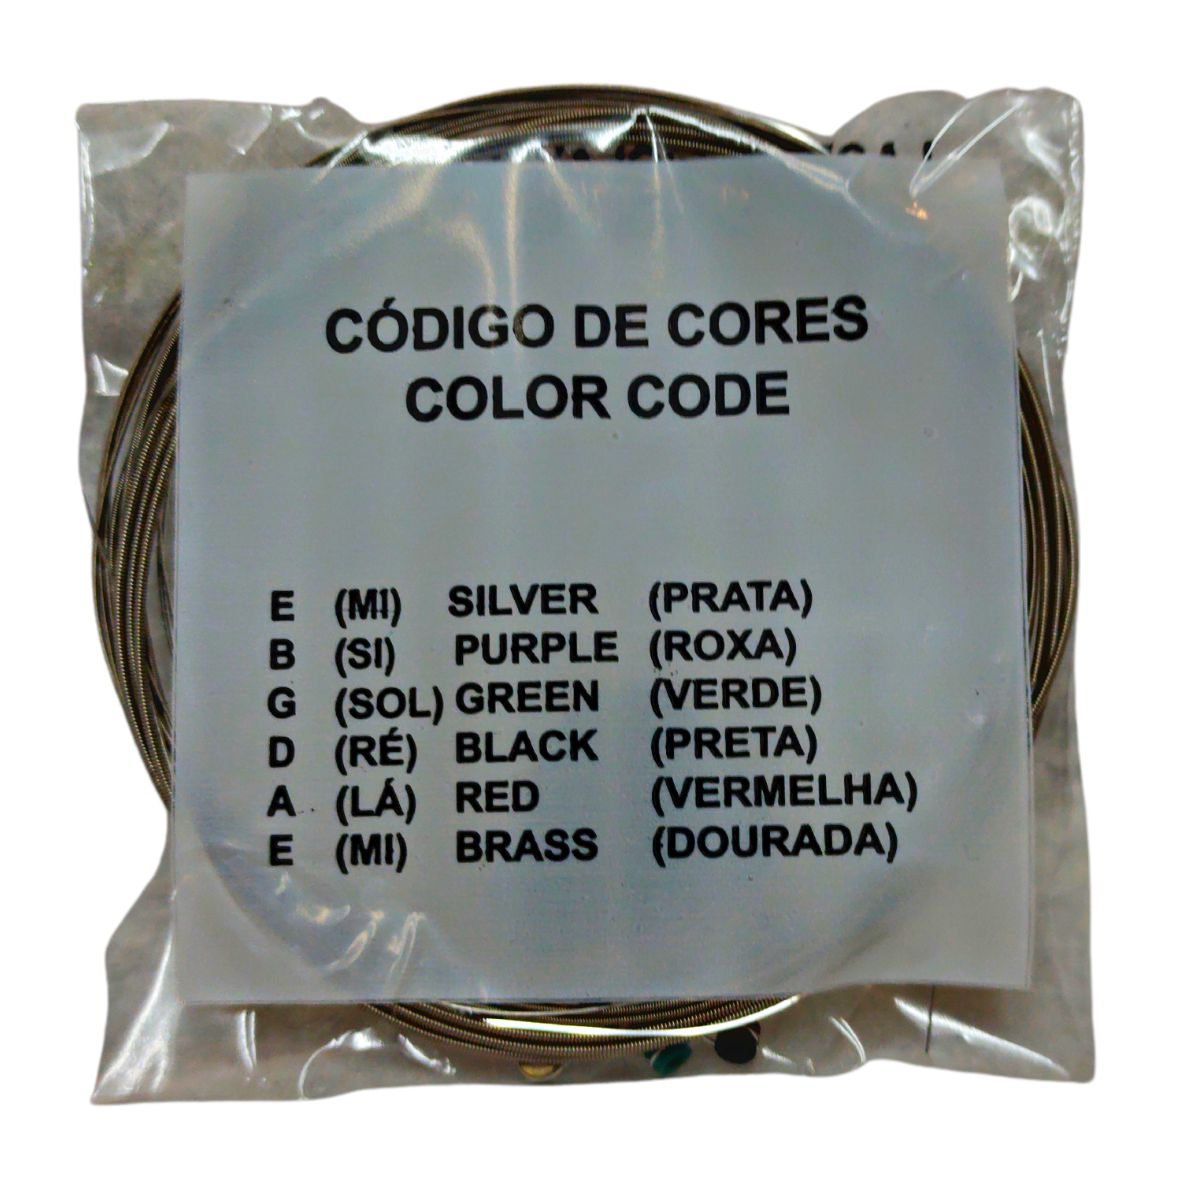 CÓDIGO DE CORES
COLOR CODE
E (MI) SILVER (PRATA)
B (SI) PURPLE (ROXA)
G (SOL) GREEN (VERDE)
D (RÉ) BLACK (PRETA)
A (LÁ) RED (VERMELHA)
E (MI) BRASS (DOURADA)